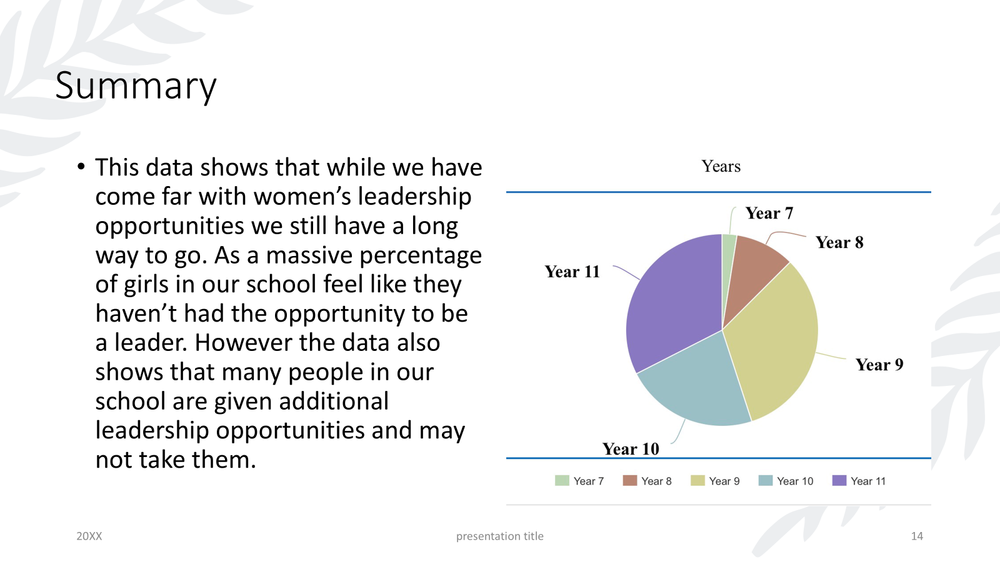 Summary
• This data shows that while we have
come far with women’s leadership
opportunities we still have a long
way to go. As a massive percentage
of girls in our school feel like they
haven’t had the opportunity to be
a leader. However the data also
shows that many people in our
school are given additional
leadership opportunities and may
not take them.
Years
Year 7
Year 8
Year 11
Year 9
Year 10
Year 7 Year 8 Year 9 Year 10 Year 11
20XX presentation title 14